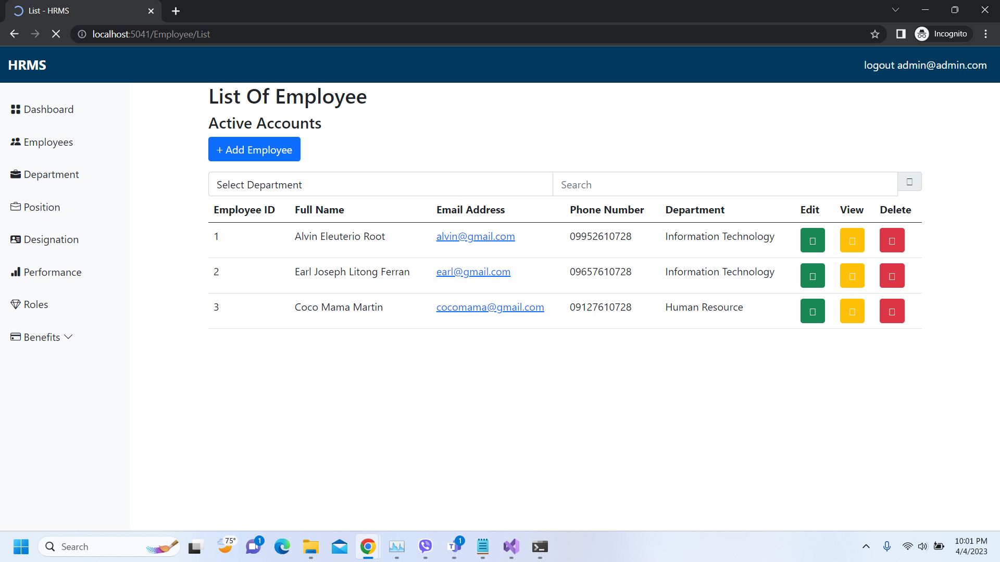 List - HRMS
localhost:5041/Employee/List
Incognito
HRMS
logout admin@admin.com
Dashboard
Employees
Department
Position
Designation
Performance
Roles
Benefits
List Of Employee
Active Accounts
+ Add Employee
Select Department
Search
Employee ID Full Name Email Address Phone Number Department Edit View Delete
1 Alvin Eleuterio Root alvin@gmail.com 09952610728 Information Technology
2 Earl Joseph Litong Ferran earl@gmail.com 09657610728 Information Technology
3 Coco Mama Martin cocomama@gmail.com 09127610728 Human Resource
Search
75°
1
1
10:01 PM
4/4/2023